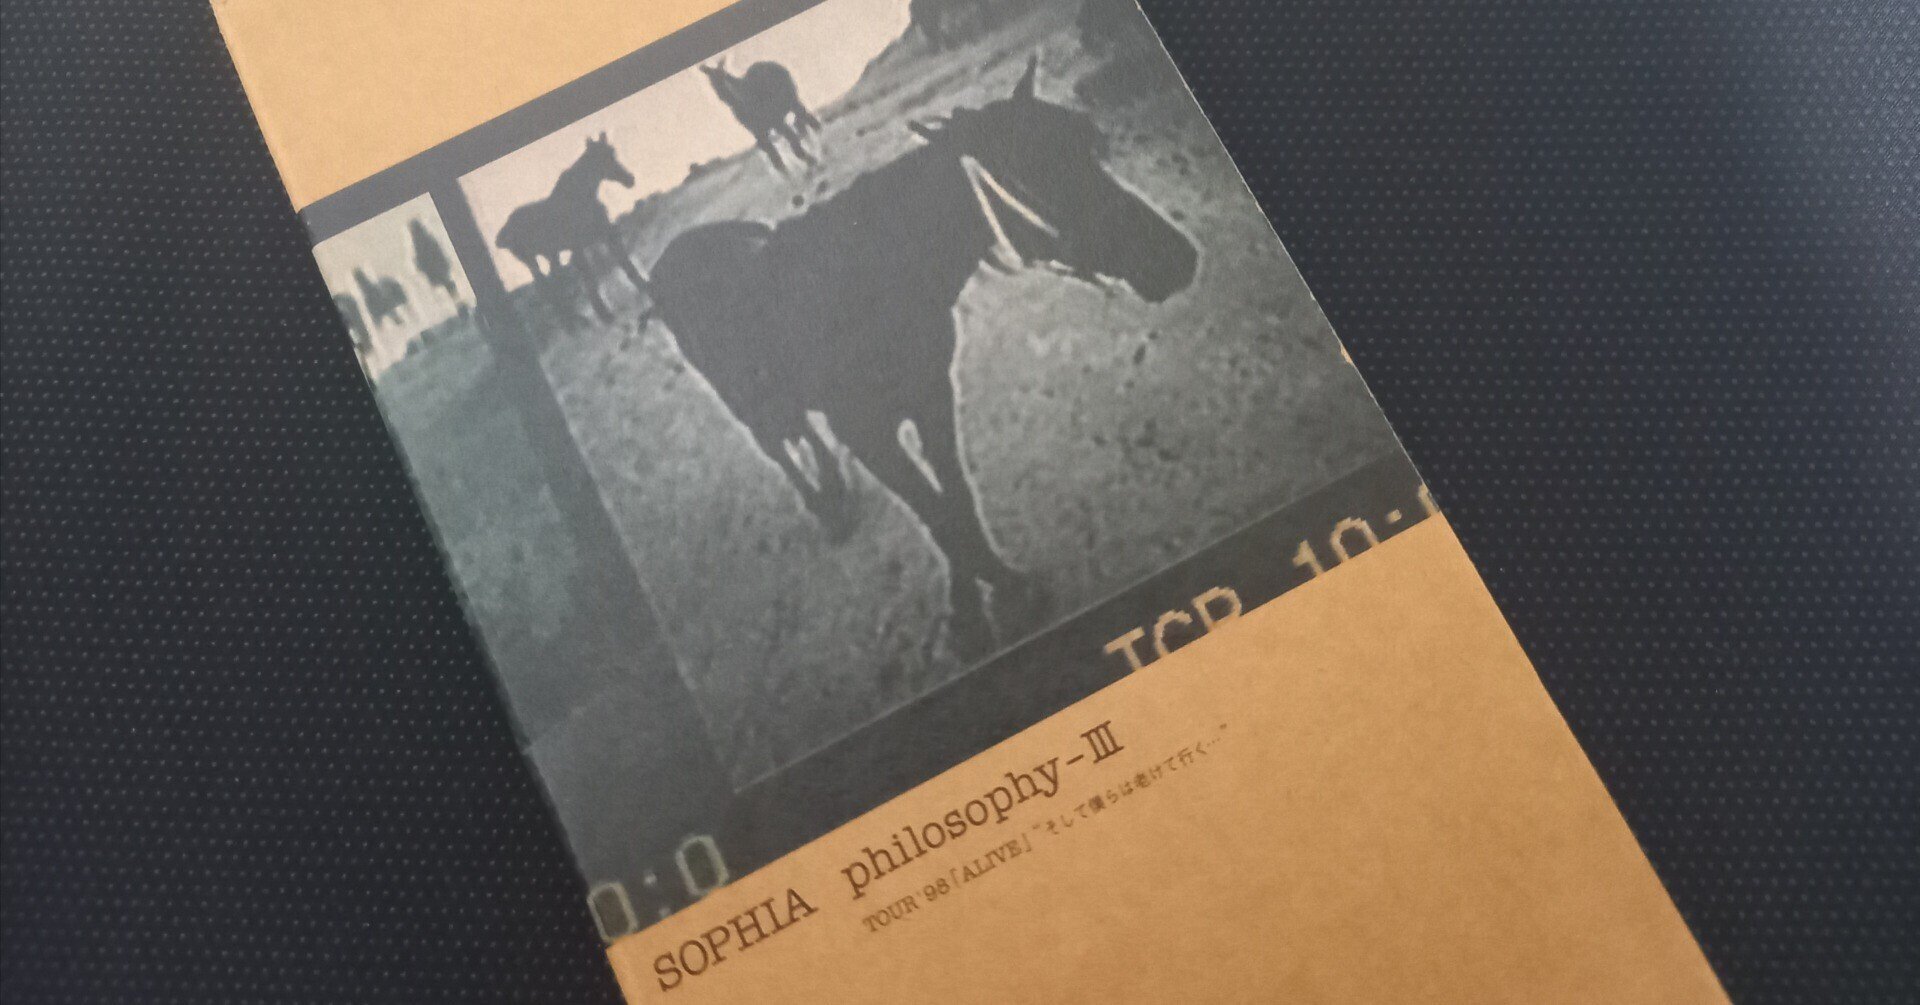 TCR 10:
0:0
SOPHIA philosophy-III
TOUR '98「ALIVE」"そして僕らは老けて行く…"